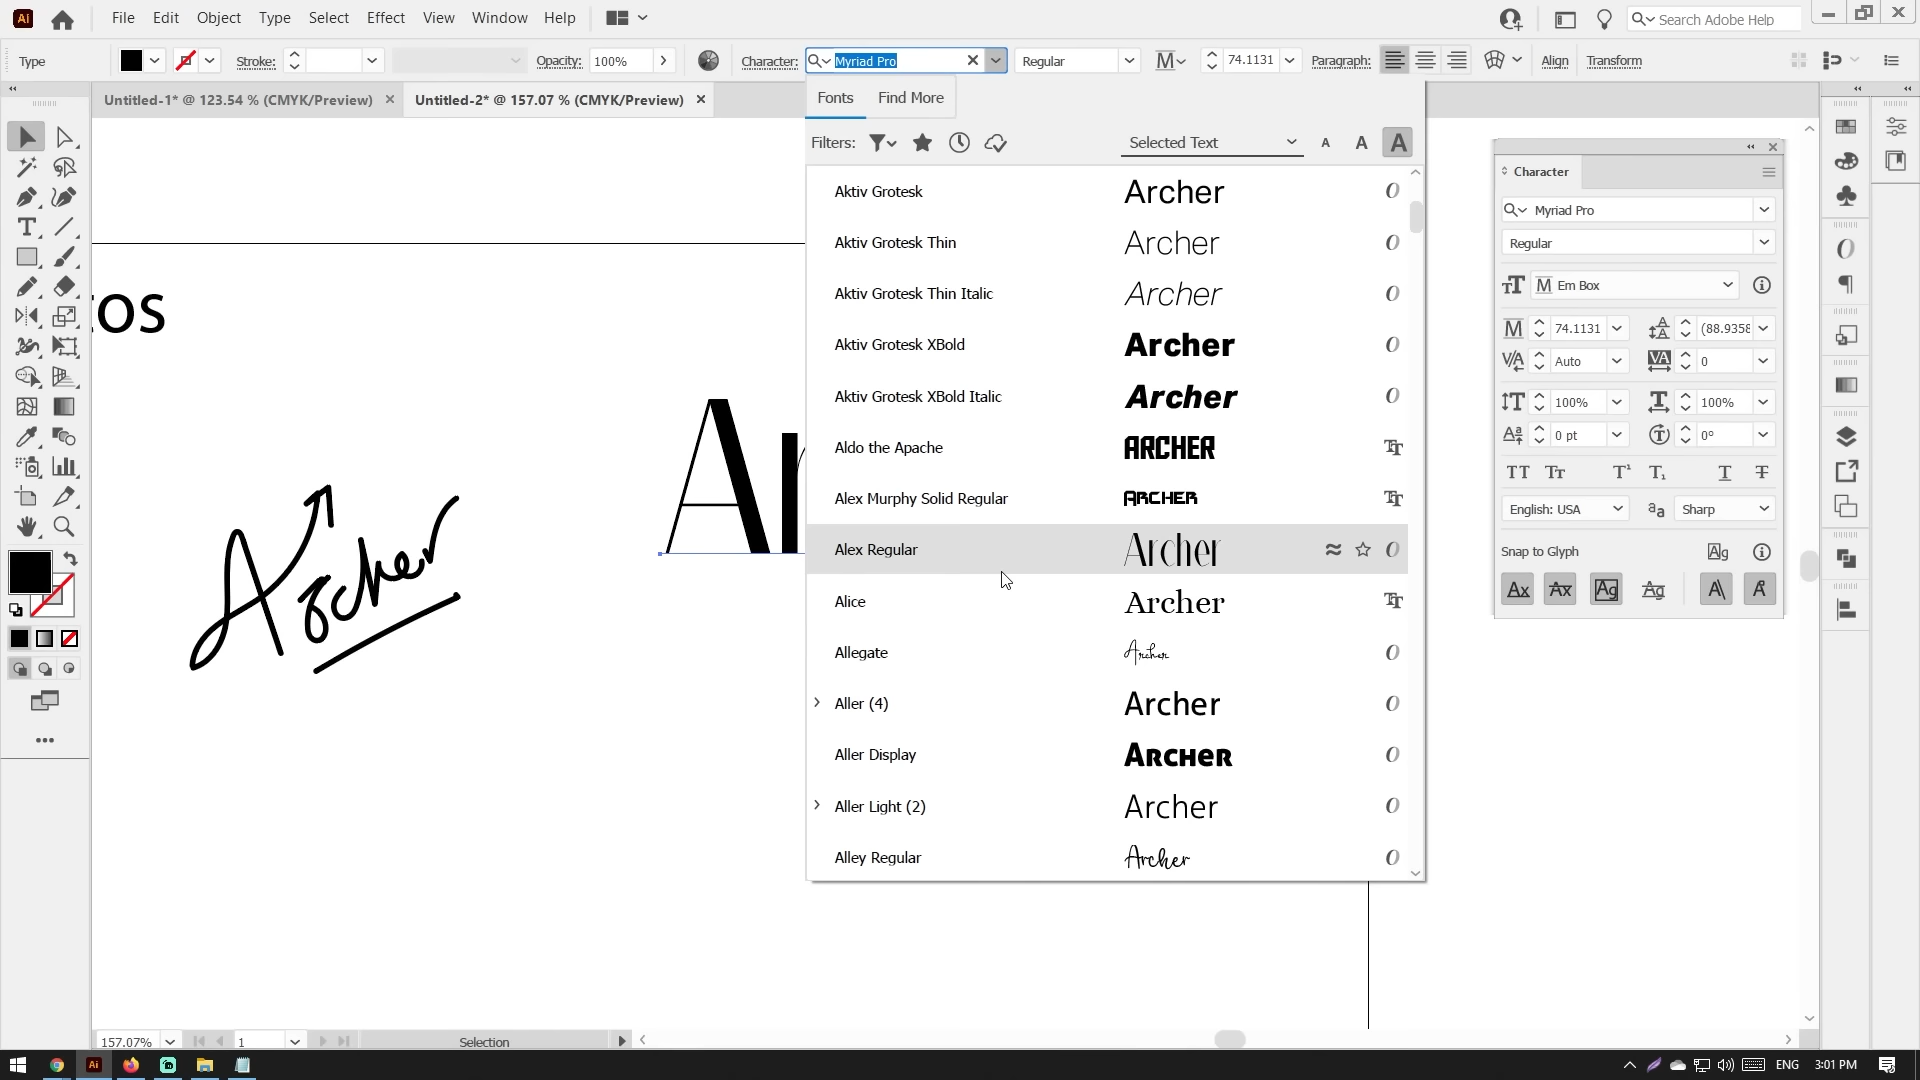 Ai File Edit Object Type Select Effect View Window Help Search Adobe Help
Type Stroke: Opacity: 100% Character: Myriad Pro Regular 74.1131 Paragraph: Align Transform
Untitled-1* @ 123.54 % (CMYK/Preview) Untitled-2* @ 157.07 % (CMYK/Preview)
Fonts Find More
Filters: Selected Text A A A
Aktiv Grotesk Archer
Aktiv Grotesk Thin Archer
Aktiv Grotesk Thin Italic Archer
Aktiv Grotesk XBold Archer
Aktiv Grotesk XBold Italic Archer
Aldo the Apache ARCHER
Alex Murphy Solid Regular ARCHER
Alex Regular Archer
Alice Archer
Allegate Archer
Aller (4) Archer
Aller Display ARCHER
Aller Light (2) Archer
Alley Regular Archer
tos
Archer
Ar
Character
Myriad Pro
Regular
Em Box
74.1131 (88.9358
Auto 0
100% 100%
0 pt 0°
English: USA Sharp
Snap to Glyph
157.07% 1 Selection
Ai ENG 3:01 PM